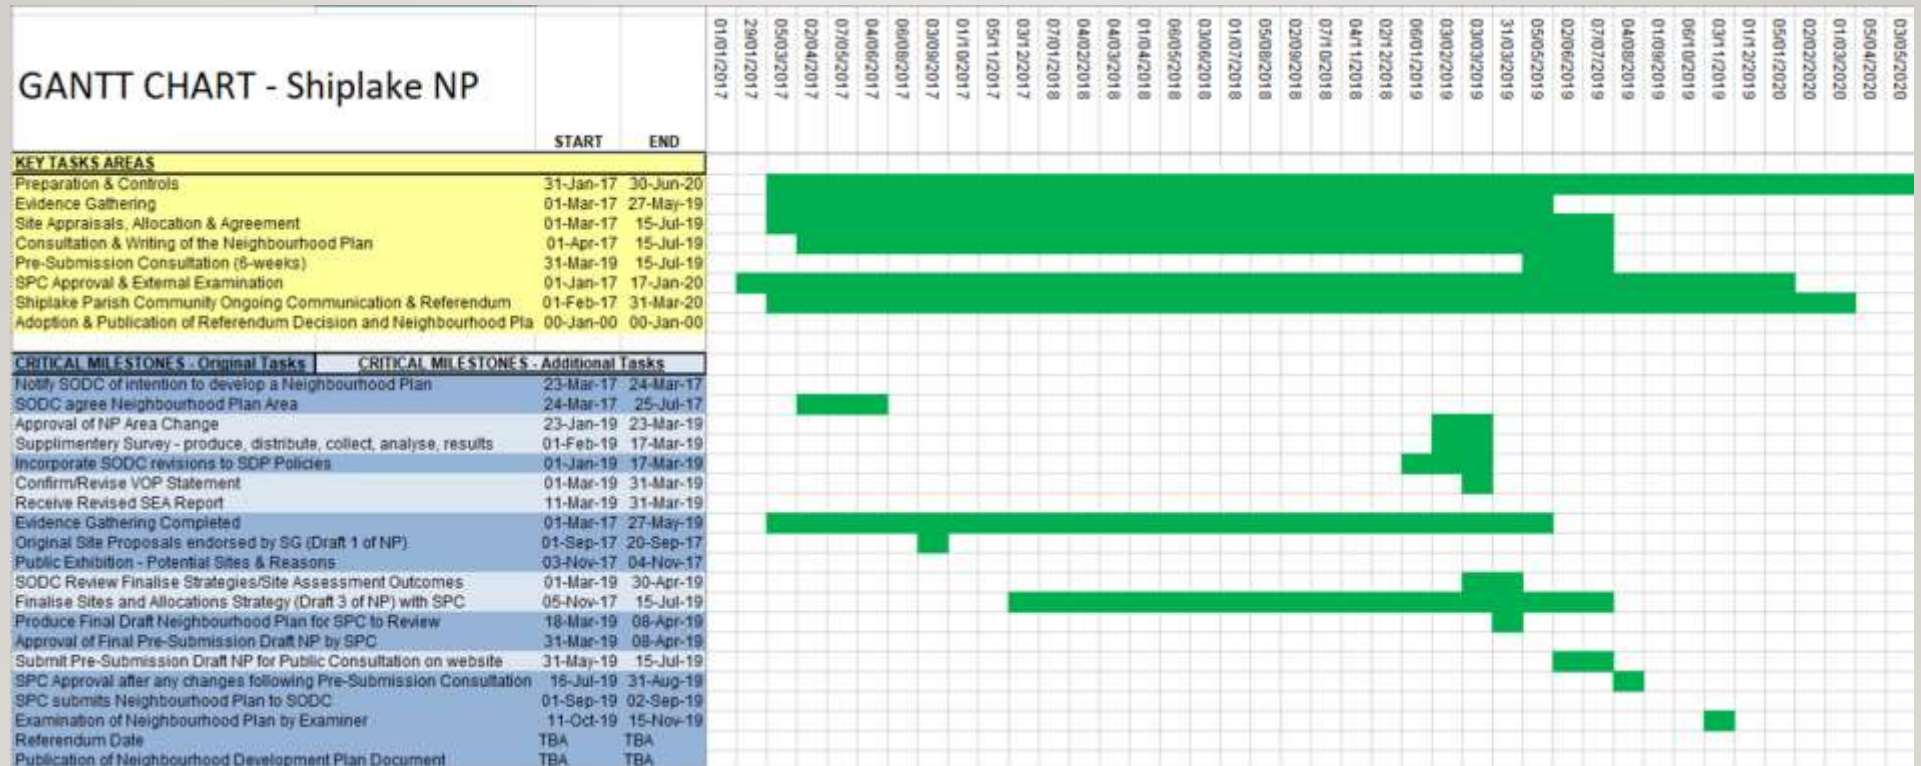 01/01/2017 29/01/2017 05/03/2017 02/04/2017 07/05/2017 04/06/2017 06/08/2017 03/09/2017 01/10/2017 05/11/2017 03/12/2017 07/01/2018 04/02/2018 04/03/2018 01/04/2018 06/05/2018 03/06/2018 01/07/2018 05/08/2018 02/09/2018 07/10/2018 04/11/2018 02/12/2018 06/01/2019 03/02/2019 03/03/2019 31/03/2019 05/05/2019 02/06/2019 07/07/2019 04/08/2019 01/09/2019 06/10/2019 03/11/2019 01/12/2019 05/01/2020 02/02/2020 01/03/2020 05/04/2020 03/05/2020
GANTT CHART - Shiplake NP
START END
KEY TASKS AREAS
Preparation & Controls 31-Jan-17 30-Jun-20
Evidence Gathering 01-Mar-17 27-May-19
Site Appraisals, Allocation & Agreement 01-Mar-17 15-Jul-19
Consultation & Writing of the Neighbourhood Plan 01-Apr-17 15-Jul-19
Pre-Submission Consultation (6-weeks) 31-Mar-19 15-Jul-19
SPC Approval & External Examination 01-Jan-17 17-Jan-20
Shiplake Parish Community Ongoing Communication & Referendum 01-Feb-17 31-Mar-20
Adoption & Publication of Referendum Decision and Neighbourhood Pla 00-Jan-00 00-Jan-00
CRITICAL MILESTONES - Original Tasks CRITICAL MILESTONES - Additional Tasks
Notify SODC of intention to develop a Neighbourhood Plan 23-Mar-17 24-Mar-17
SODC agree Neighbourhood Plan Area 24-Mar-17 25-Jul-17
Approval of NP Area Change 23-Jan-19 23-Mar-19
Supplimentery Survey - produce, distribute, collect, analyse, results 01-Feb-19 17-Mar-19
Incorporate SODC revisions to SDP Policies 01-Jan-19 17-Mar-19
Confirm/Revise VOP Statement 01-Mar-19 31-Mar-19
Receive Revised SEA Report 11-Mar-19 31-Mar-19
Evidence Gathering Completed 01-Mar-17 27-May-19
Original Site Proposals endorsed by SG (Draft 1 of NP) 01-Sep-17 20-Sep-17
Public Exhibition - Potential Sites & Reasons 03-Nov-17 04-Nov-17
SODC Review Finalise Strategies/Site Assessment Outcomes 01-Mar-19 30-Apr-19
Finalise Sites and Allocations Strategy (Draft 3 of NP) with SPC 05-Nov-17 15-Jul-19
Produce Final Draft Neighbourhood Plan for SPC to Review 18-Mar-19 08-Apr-19
Approval of Final Pre-Submission Draft NP by SPC 31-Mar-19 08-Apr-19
Submit Pre-Submission Draft NP for Public Consultation on website 31-May-19 15-Jul-19
SPC Approval after any changes following Pre-Submission Consultation 16-Jul-19 31-Aug-19
SPC submits Neighbourhood Plan to SODC 01-Sep-19 02-Sep-19
Examination of Neighbourhood Plan by Examiner 11-Oct-19 15-Nov-19
Referendum Date TBA TBA
Publication of Neighbourhood Development Plan Document TBA TBA